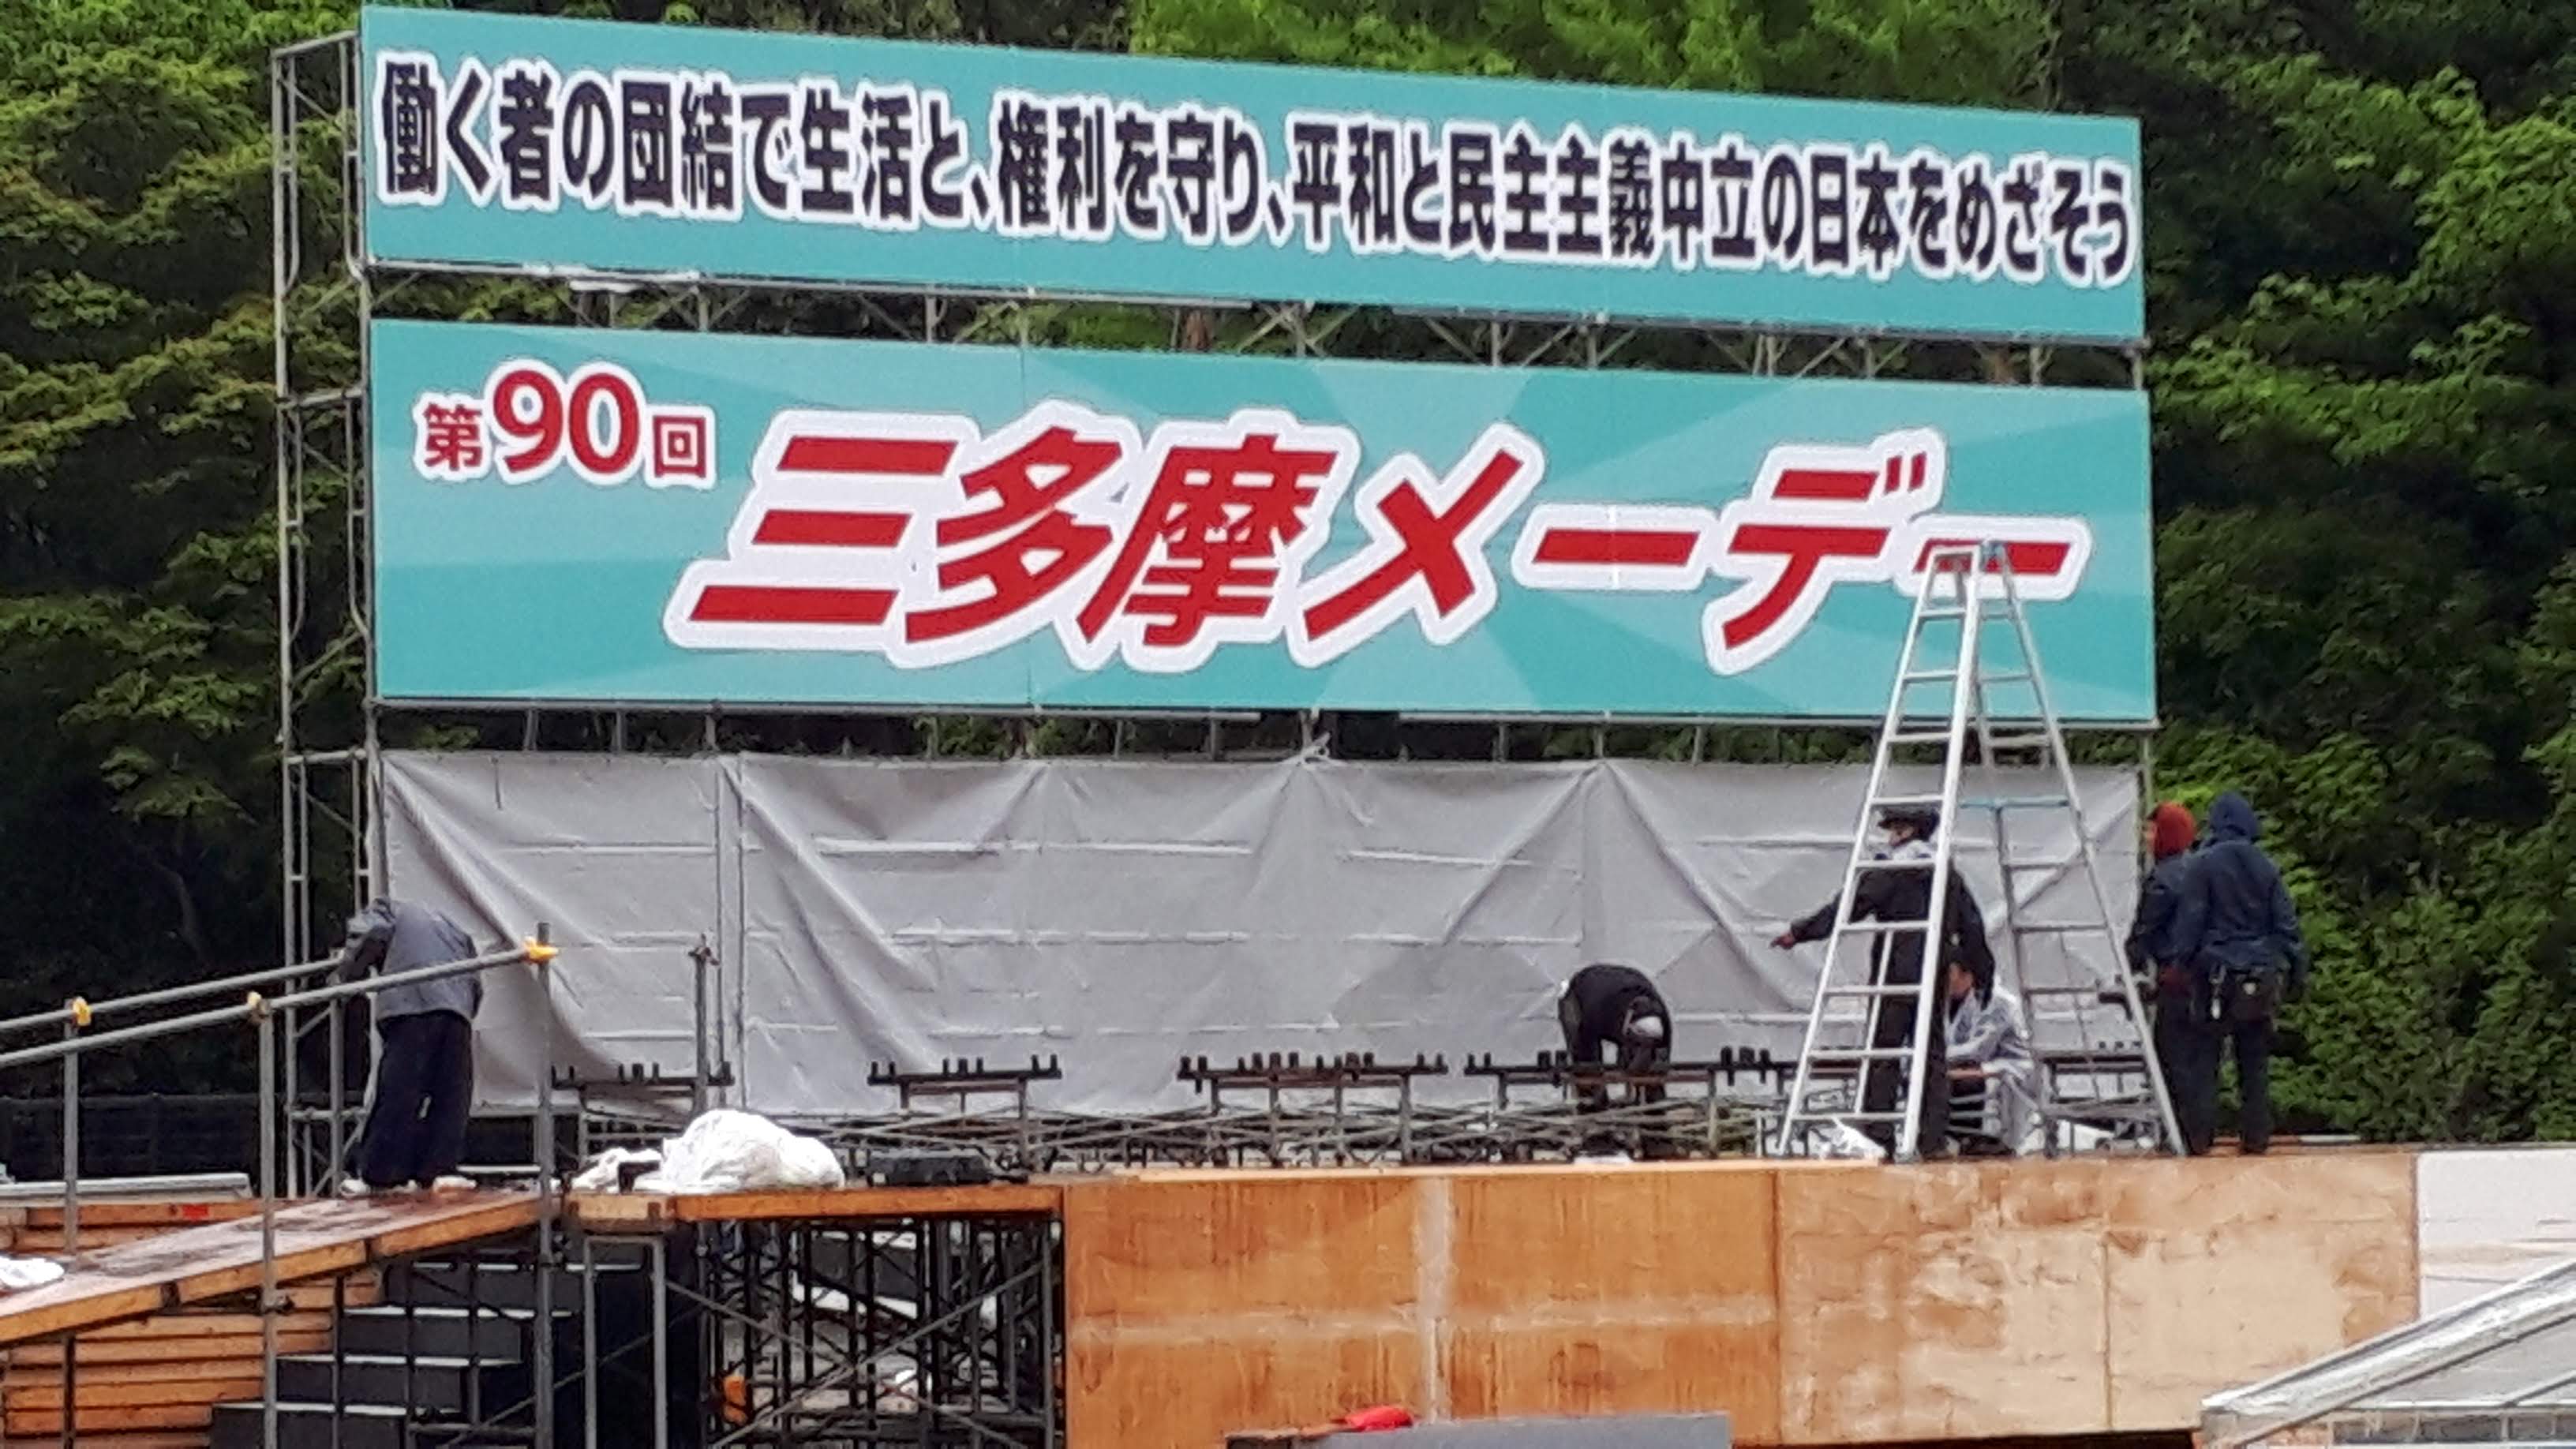 働く者の団結で生活と、権利を守り、平和と民主主義中立の日本をめざそう
第90回
三多摩メーデー